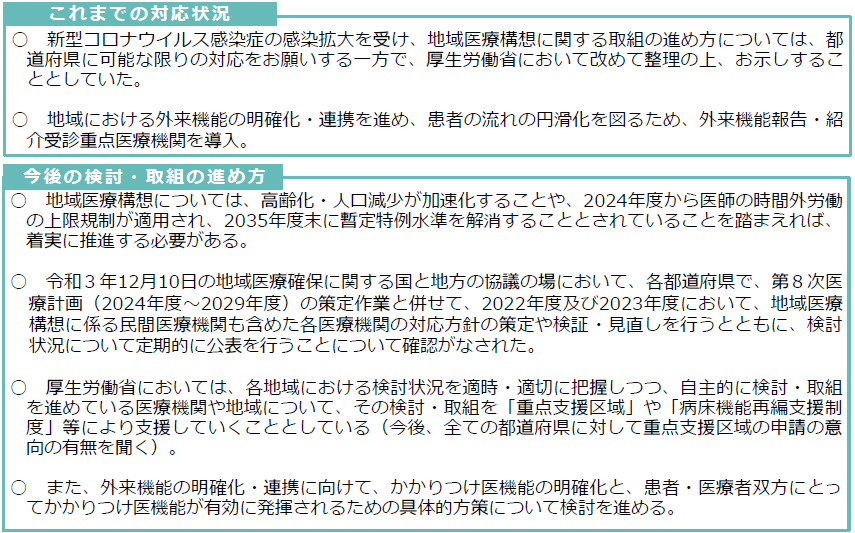 これまでの対応状況
○　新型コロナウイルス感染症の感染拡大を受け、地域医療構想に関する取組の進め方については、都
道府県に可能な限りの対応をお願いする一方で、厚生労働省において改めて整理の上、お示しするこ
ととしていた。
○　地域における外来機能の明確化・連携を進め、患者の流れの円滑化を図るため、外来機能報告・紹
介受診重点医療機関を導入。
今後の検討・取組の進め方
○　地域医療構想については、高齢化・人口減少が加速化することや、2024年度から医師の時間外労働
の上限規制が適用され、2035年度末に暫定特例水準を解消することとされていることを踏まえれば、
着実に推進する必要がある。
○　令和３年12月10日の地域医療確保に関する国と地方の協議の場において、各都道府県で、第８次医
療計画（2024年度～2029年度）の策定作業と併せて、2022年度及び2023年度において、地域医療
構想に係る民間医療機関も含めた各医療機関の対応方針の策定や検証・見直しを行うとともに、検討
状況について定期的に公表を行うことについて確認がなされた。
○　厚生労働省においては、各地域における検討状況を適時・適切に把握しつつ、自主的に検討・取組
を進めている医療機関や地域について、その検討・取組を「重点支援区域」や「病床機能再編支援制
度」等により支援していくこととしている（今後、全ての都道府県に対して重点支援区域の申請の意
向の有無を聞く）。
○　また、外来機能の明確化・連携に向けて、かかりつけ医機能の明確化と、患者・医療者双方にとっ
てかかりつけ医機能が有効に発揮されるための具体的方策について検討を進める。